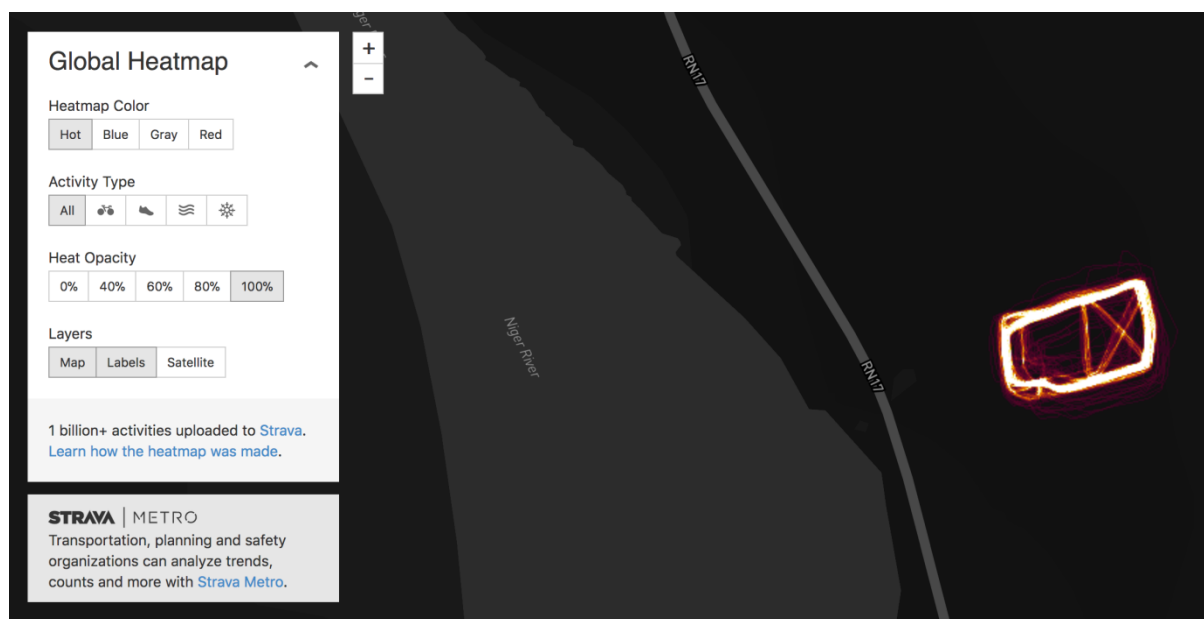 Global Heatmap
Heatmap Color
Hot Blue Gray Red
Activity Type
All
Heat Opacity
0% 40% 60% 80% 100%
Layers
Map Labels Satellite
1 billion+ activities uploaded to Strava.
Learn how the heatmap was made.
STRAVA | METRO
Transportation, planning and safety
organizations can analyze trends,
counts and more with Strava Metro.
+
-
Niger River
RN17
Niger River
RN17